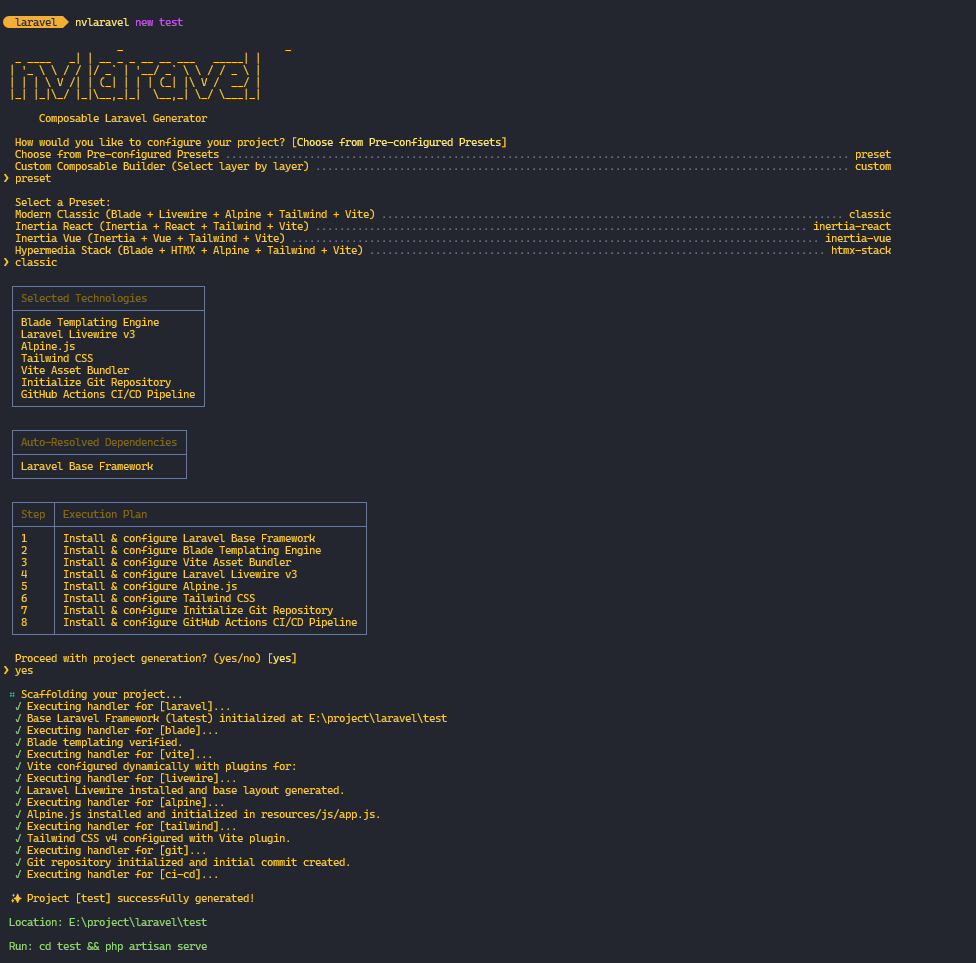 laravel nvlaravel new test
nvlaravel
Composable Laravel Generator
How would you like to configure your project? [Choose from Pre-configured Presets]
Choose from Pre-configured Presets ........ preset
Custom Composable Builder (Select layer by layer) ........ custom
❯ preset
Select a Preset:
Modern Classic (Blade + Livewire + Alpine + Tailwind + Vite) ........ classic
Inertia React (Inertia + React + Tailwind + Vite) ........ inertia-react
Inertia Vue (Inertia + Vue + Tailwind + Vite) ........ inertia-vue
Hypermedia Stack (Blade + HTMX + Alpine + Tailwind + Vite) ........ htmx-stack
❯ classic
Selected Technologies
Blade Templating Engine
Laravel Livewire v3
Alpine.js
Tailwind CSS
Vite Asset Bundler
Initialize Git Repository
GitHub Actions CI/CD Pipeline
Auto-Resolved Dependencies
Laravel Base Framework
Step Execution Plan
1 Install & configure Laravel Base Framework
2 Install & configure Blade Templating Engine
3 Install & configure Vite Asset Bundler
4 Install & configure Laravel Livewire v3
5 Install & configure Alpine.js
6 Install & configure Tailwind CSS
7 Install & configure Initialize Git Repository
8 Install & configure GitHub Actions CI/CD Pipeline
Proceed with project generation? (yes/no) [yes]
❯ yes
⌗ Scaffolding your project...
✓ Executing handler for [laravel]...
✓ Base Laravel Framework (latest) initialized at E:\project\laravel\test
✓ Executing handler for [blade]...
✓ Blade templating verified.
✓ Executing handler for [vite]...
✓ Vite configured dynamically with plugins for:
✓ Executing handler for [livewire]...
✓ Laravel Livewire installed and base layout generated.
✓ Executing handler for [alpine]...
✓ Alpine.js installed and initialized in resources/js/app.js.
✓ Executing handler for [tailwind]...
✓ Tailwind CSS v4 configured with Vite plugin.
✓ Executing handler for [git]...
✓ Git repository initialized and initial commit created.
✓ Executing handler for [ci-cd]...
✨ Project [test] successfully generated!
Location: E:\project\laravel\test
Run: cd test && php artisan serve